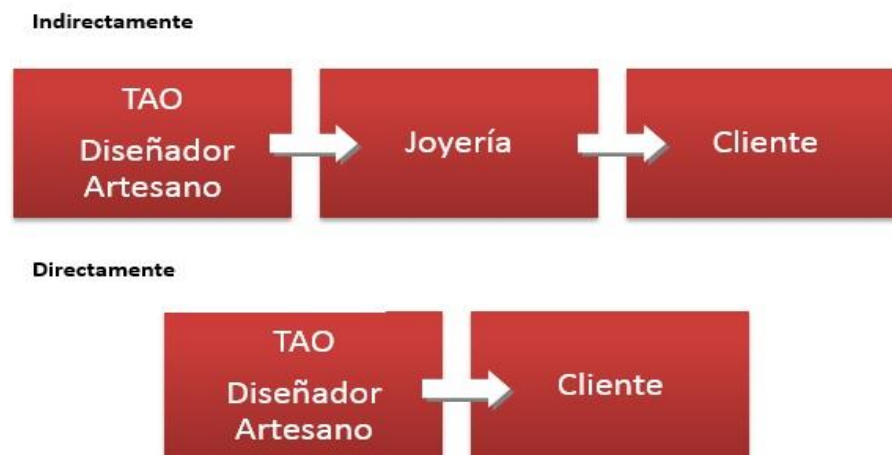 Indirectamente
TAO
Diseñador
Artesano
Joyería
Cliente
Directamente
TAO
Diseñador
Artesano
Cliente